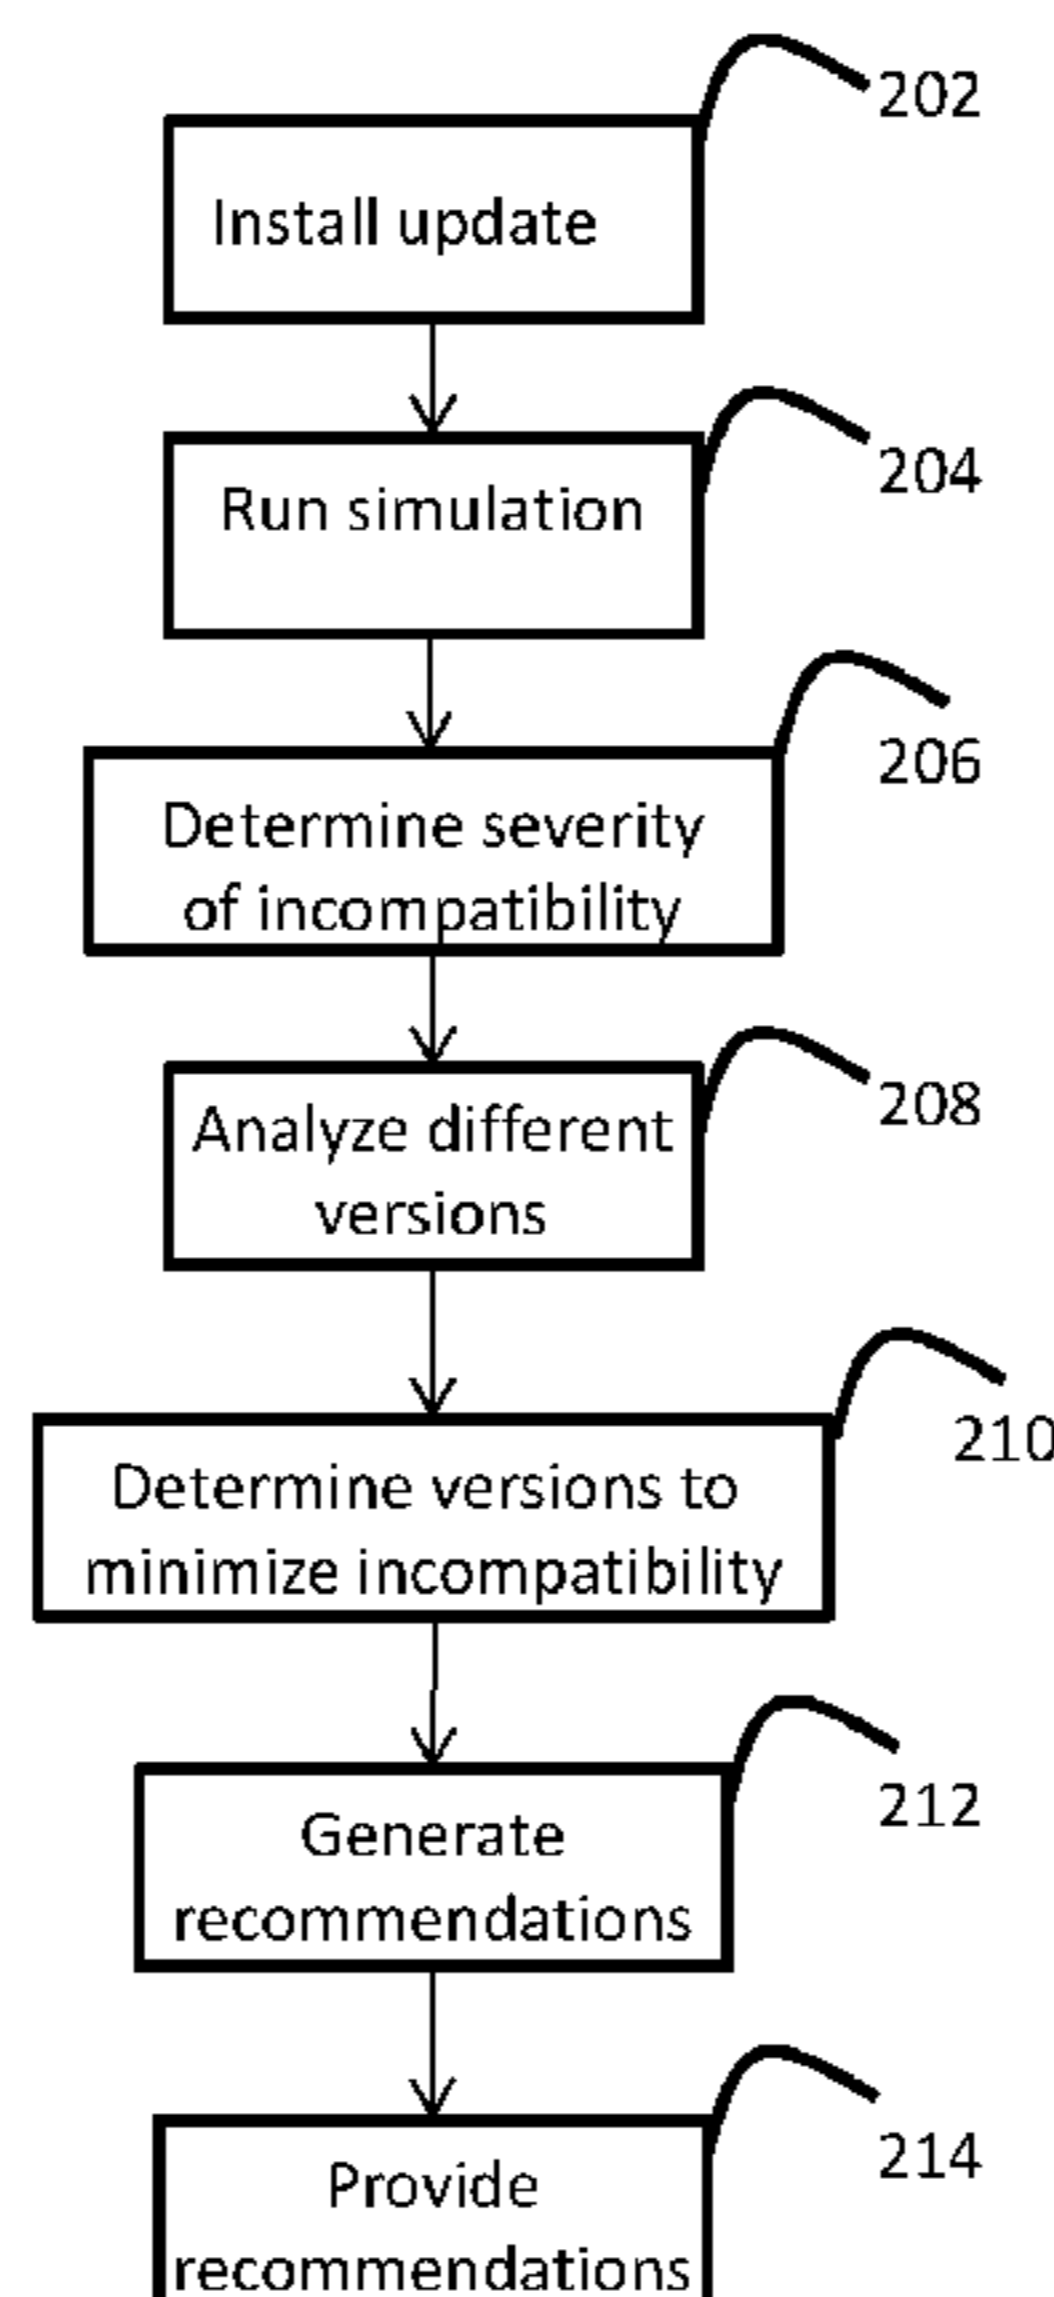 202
Install update
204
Run simulation
206
Determine severity
of incompatibility
208
Analyze different
versions
210
Determine versions to
minimize incompatibility
212
Generate
recommendations
214
Provide
recommendations